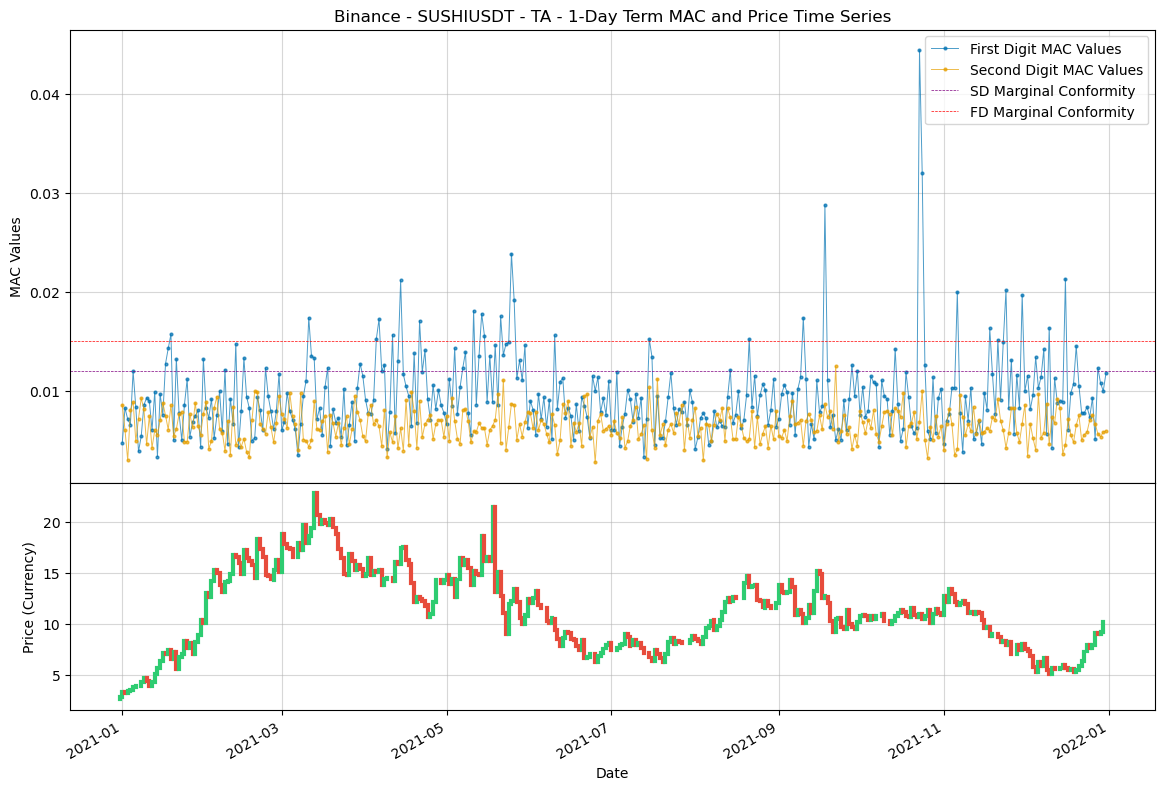 Binance - SUSHIUSDT - TA - 1-Day Term MAC and Price Time Series
First Digit MAC Values
Second Digit MAC Values
SD Marginal Conformity
FD Marginal Conformity
MAC Values
0.04
0.03
0.02
0.01
Price (Currency)
20
15
10
5
2021-01
2021-03
2021-05
2021-07
2021-09
2021-11
2022-01
Date